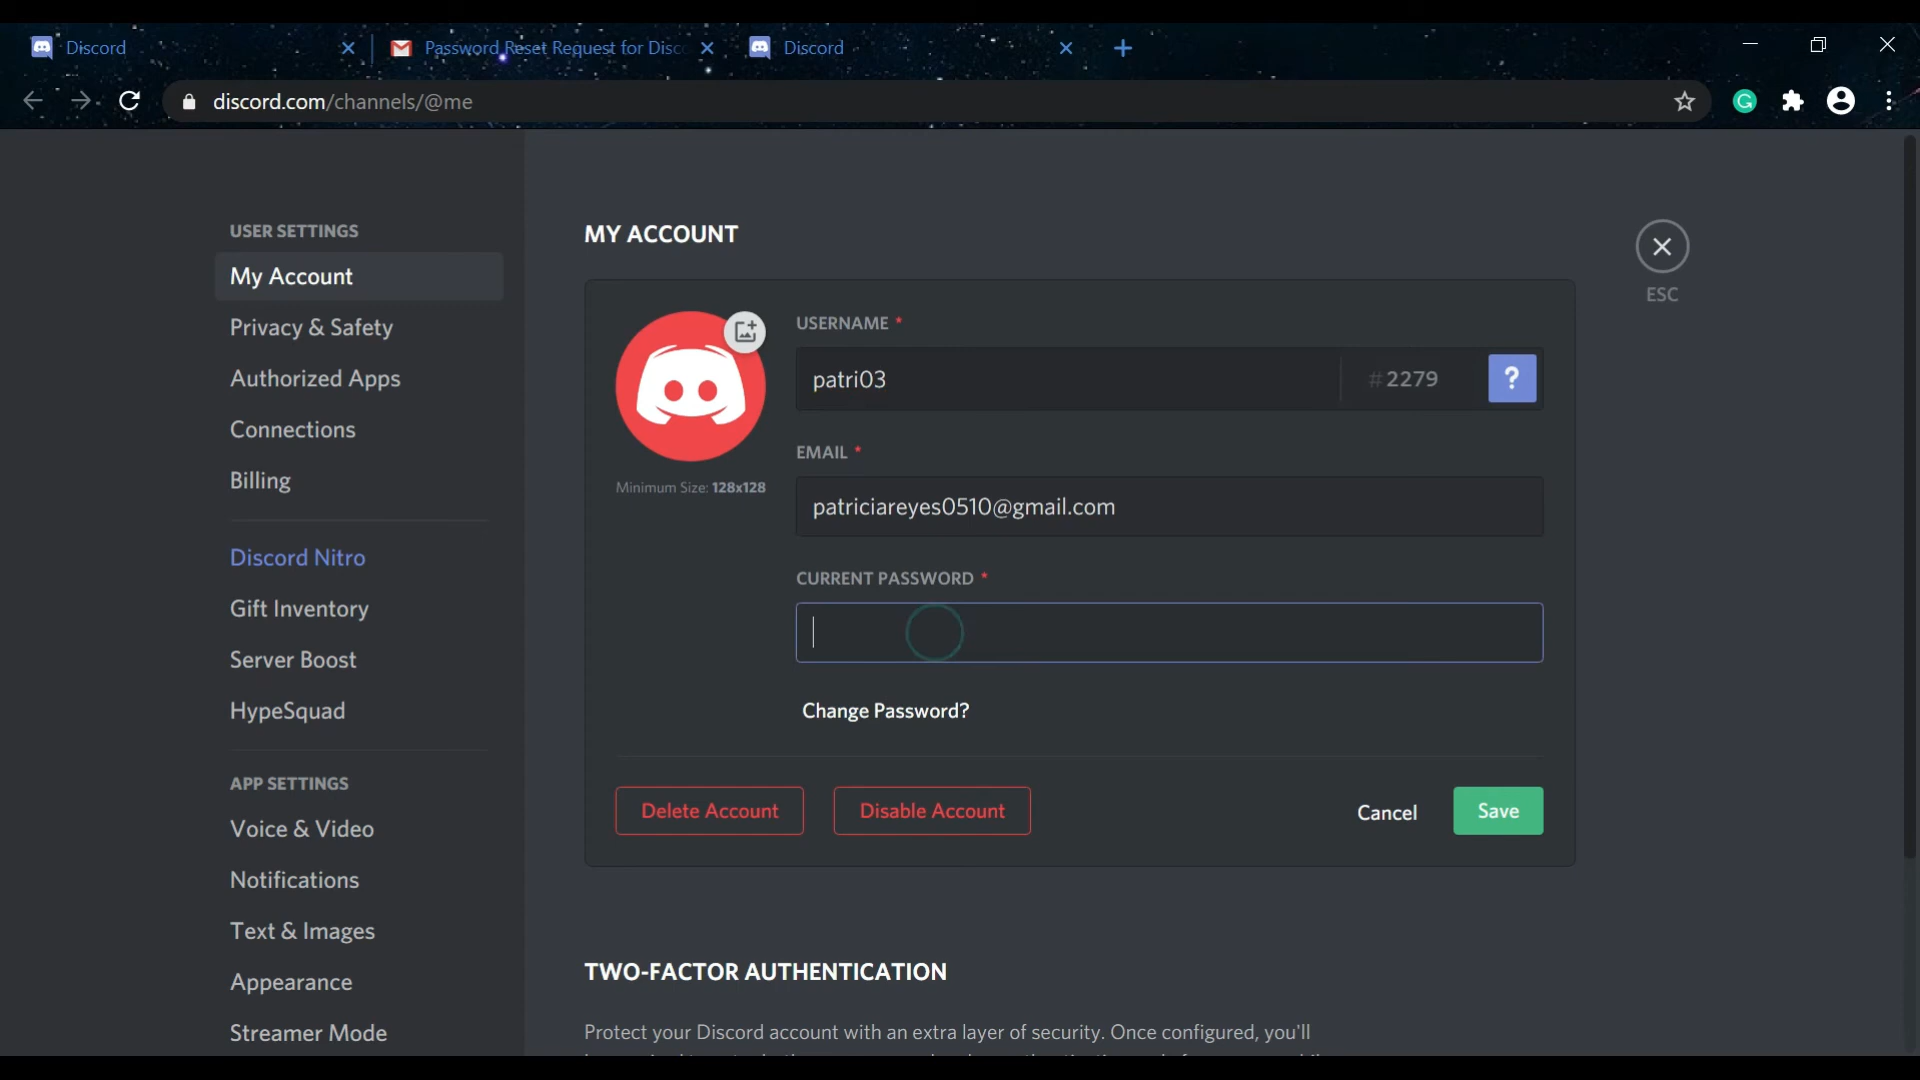 Discord
Password Reset Request for Disc
Discord
discord.com/channels/@me
USER SETTINGS
My Account
Privacy & Safety
Authorized Apps
Connections
Billing
Discord Nitro
Gift Inventory
Server Boost
HypeSquad
APP SETTINGS
Voice & Video
Notifications
Text & Images
Appearance
Streamer Mode
MY ACCOUNT
ESC
Minimum Size: 128x128
USERNAME *
patri03
#2279
?
EMAIL *
patriciareyes0510@gmail.com
CURRENT PASSWORD *
Change Password?
Delete Account
Disable Account
Cancel
Save
TWO-FACTOR AUTHENTICATION
Protect your Discord account with an extra layer of security. Once configured, you'll